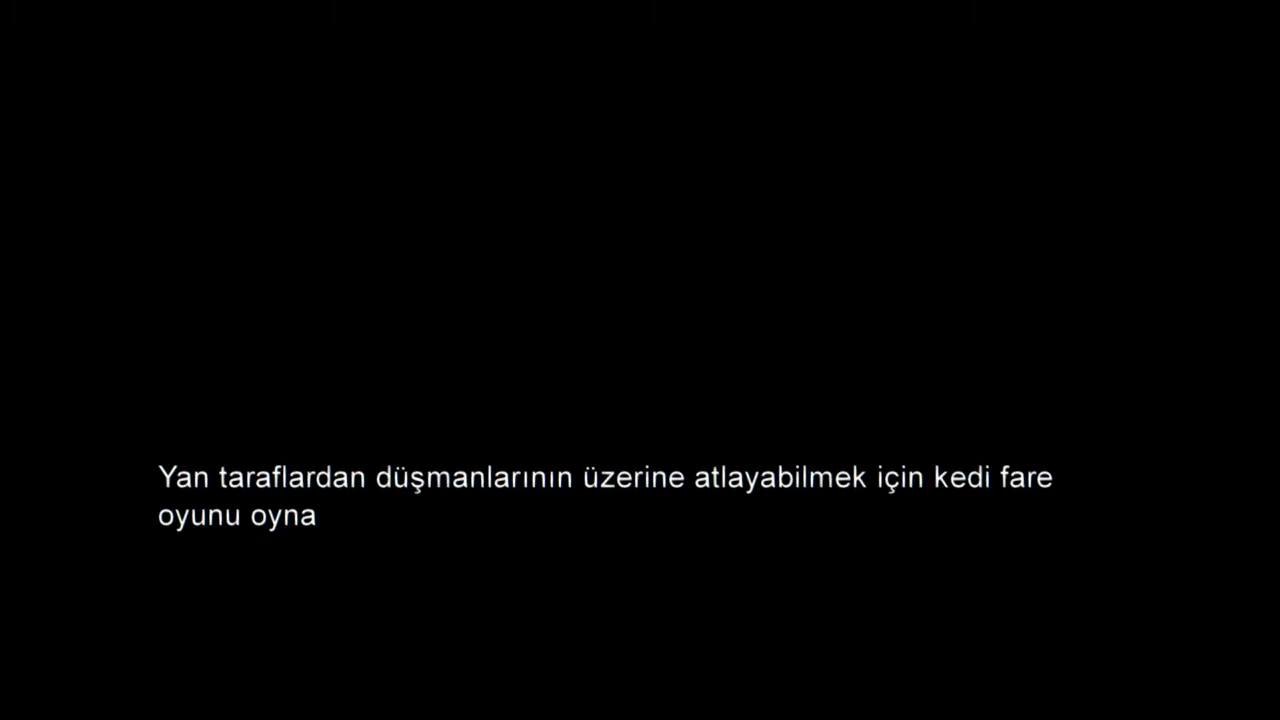 Yan taraflardan düşmanlarının üzerine atlayabilmek için kedi fare
oyunu oyna